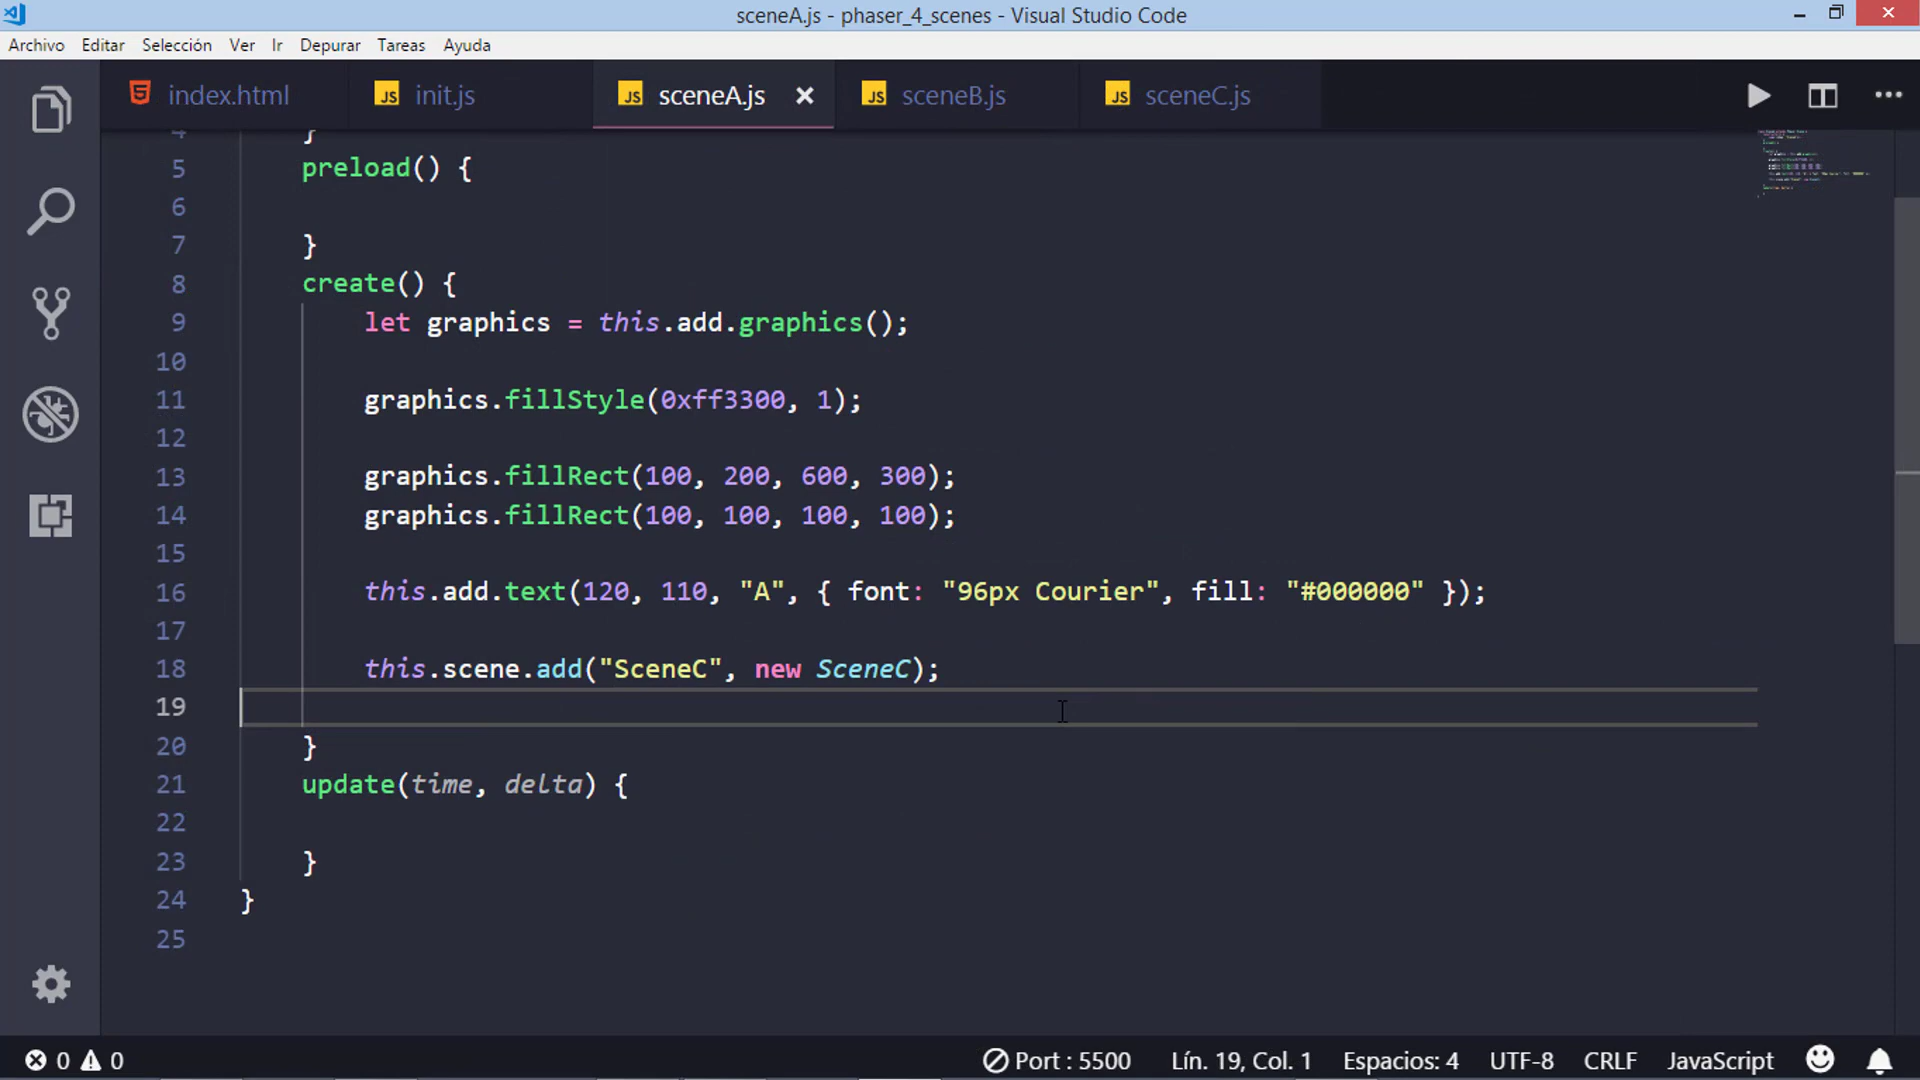 sceneA.js - phaser_4_scenes - Visual Studio Code
Archivo Editar Selección Ver Ir Depurar Tareas Ayuda
index.html JS init.js JS sceneA.js JS sceneB.js JS sceneC.js
4 }
5 preload() {
6
7 }
8 create() {
9 let graphics = this.add.graphics();
10
11 graphics.fillStyle(0xff3300, 1);
12
13 graphics.fillRect(100, 200, 600, 300);
14 graphics.fillRect(100, 100, 100, 100);
15
16 this.add.text(120, 110, "A", { font: "96px Courier", fill: "#000000" });
17
18 this.scene.add("SceneC", new SceneC);
19
20 }
21 update(time, delta) {
22
23 }
24 }
25
0 0 Port : 5500 Lín. 19, Col. 1 Espacios: 4 UTF-8 CRLF JavaScript